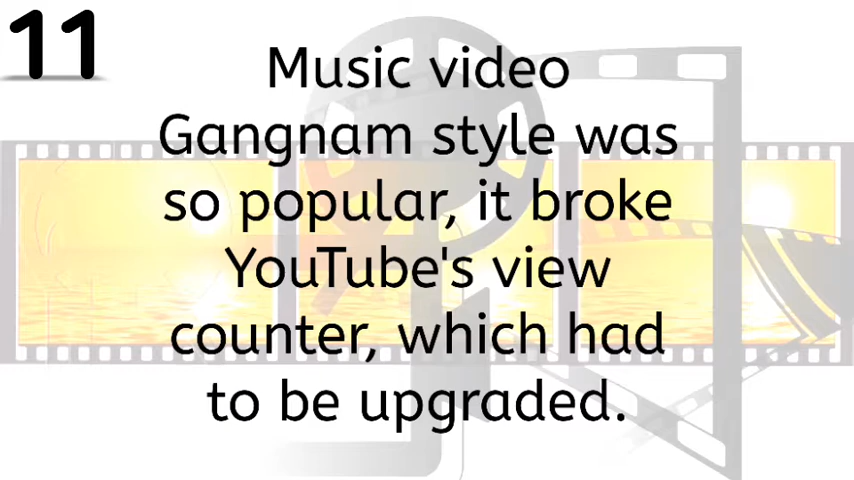 11
Music video
Gangnam style was
so popular, it broke
YouTube's view
counter, which had
to be upgraded.